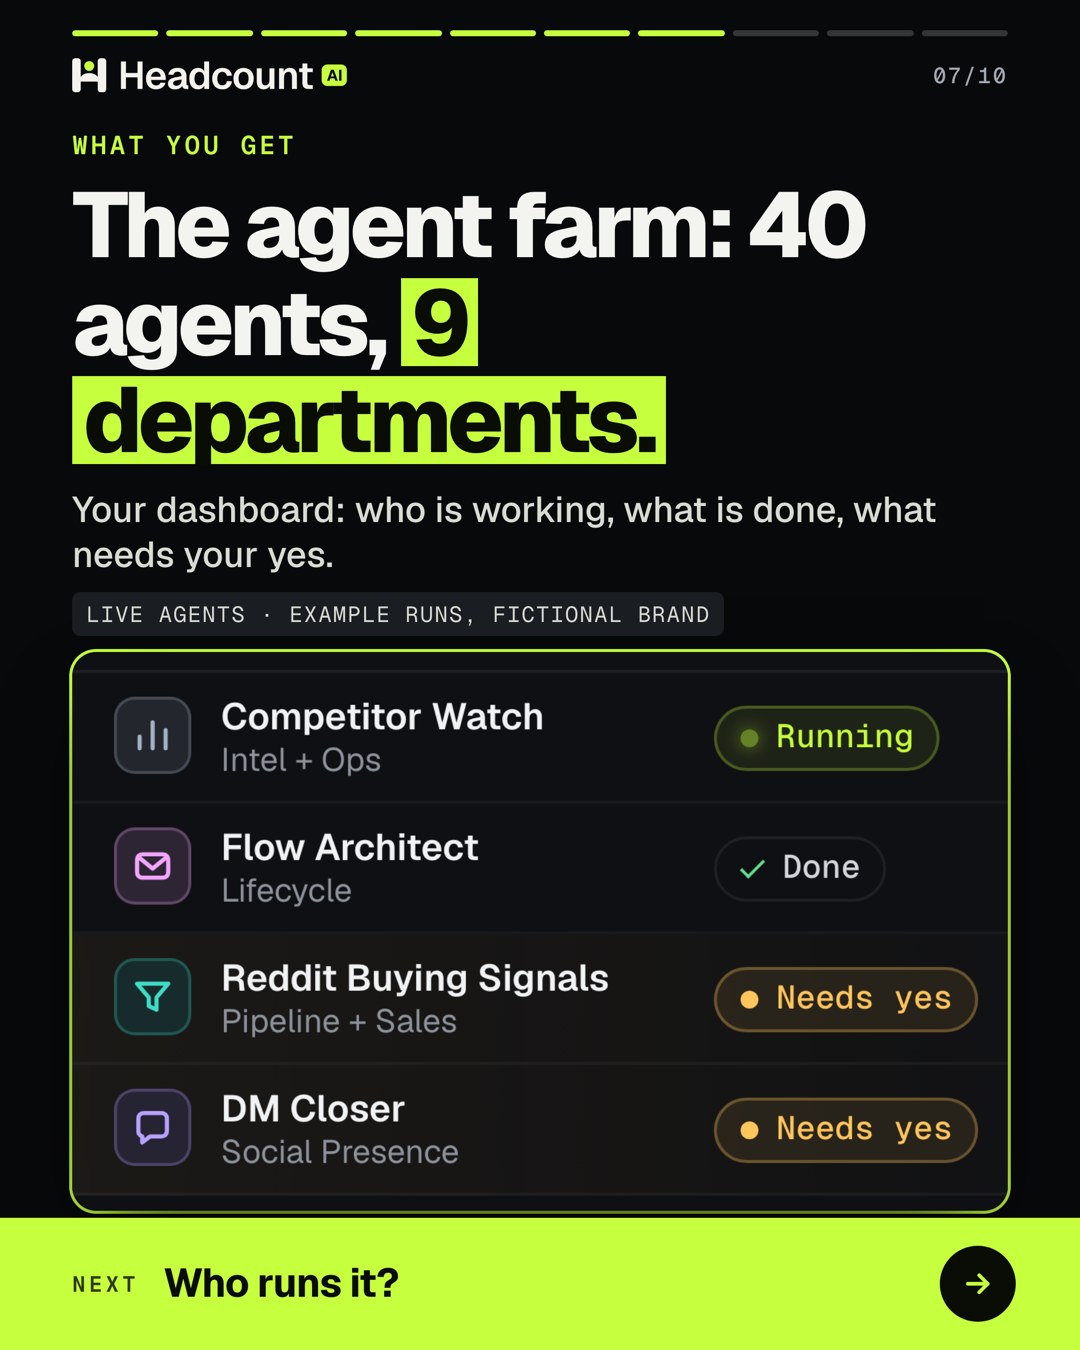 Headcount AI
07/10
WHAT YOU GET
The agent farm: 40
agents, 9
departments.
Your dashboard: who is working, what is done, what
needs your yes.
LIVE AGENTS · EXAMPLE RUNS, FICTIONAL BRAND
Competitor Watch
Intel + Ops
Running
Flow Architect
Lifecycle
Done
Reddit Buying Signals
Pipeline + Sales
Needs yes
DM Closer
Social Presence
Needs yes
NEXT Who runs it?